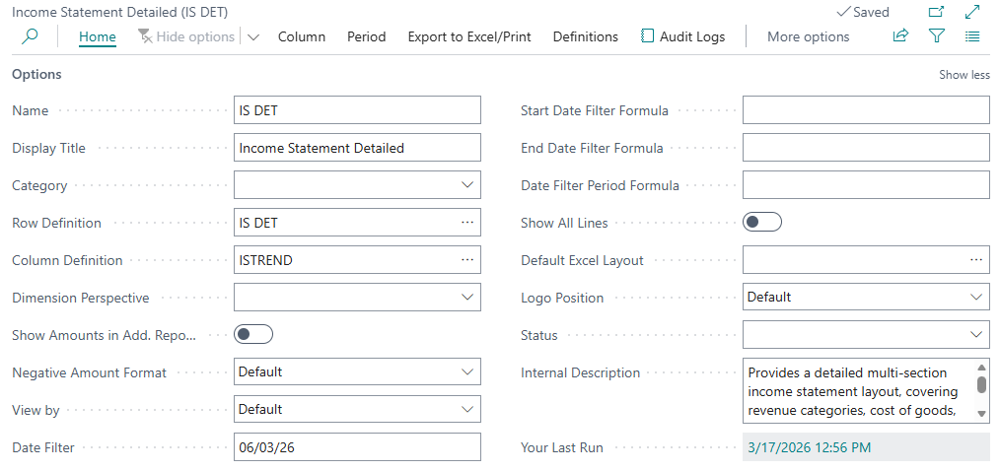 Income Statement Detailed (IS DET)
Saved
Home
Hide options
Column
Period
Export to Excel/Print
Definitions
Audit Logs
More options
Options
Show less
Name
IS DET
Display Title
Income Statement Detailed
Category
Row Definition
IS DET
...
Column Definition
ISTREND
...
Dimension Perspective
Show Amounts in Add. Repo...
Negative Amount Format
Default
View by
Default
Date Filter
06/03/26
Start Date Filter Formula
End Date Filter Formula
Date Filter Period Formula
Show All Lines
Default Excel Layout
...
Logo Position
Default
Status
Internal Description
Provides a detailed multi-section
income statement layout, covering
revenue categories, cost of goods,
Your Last Run
3/17/2026 12:56 PM